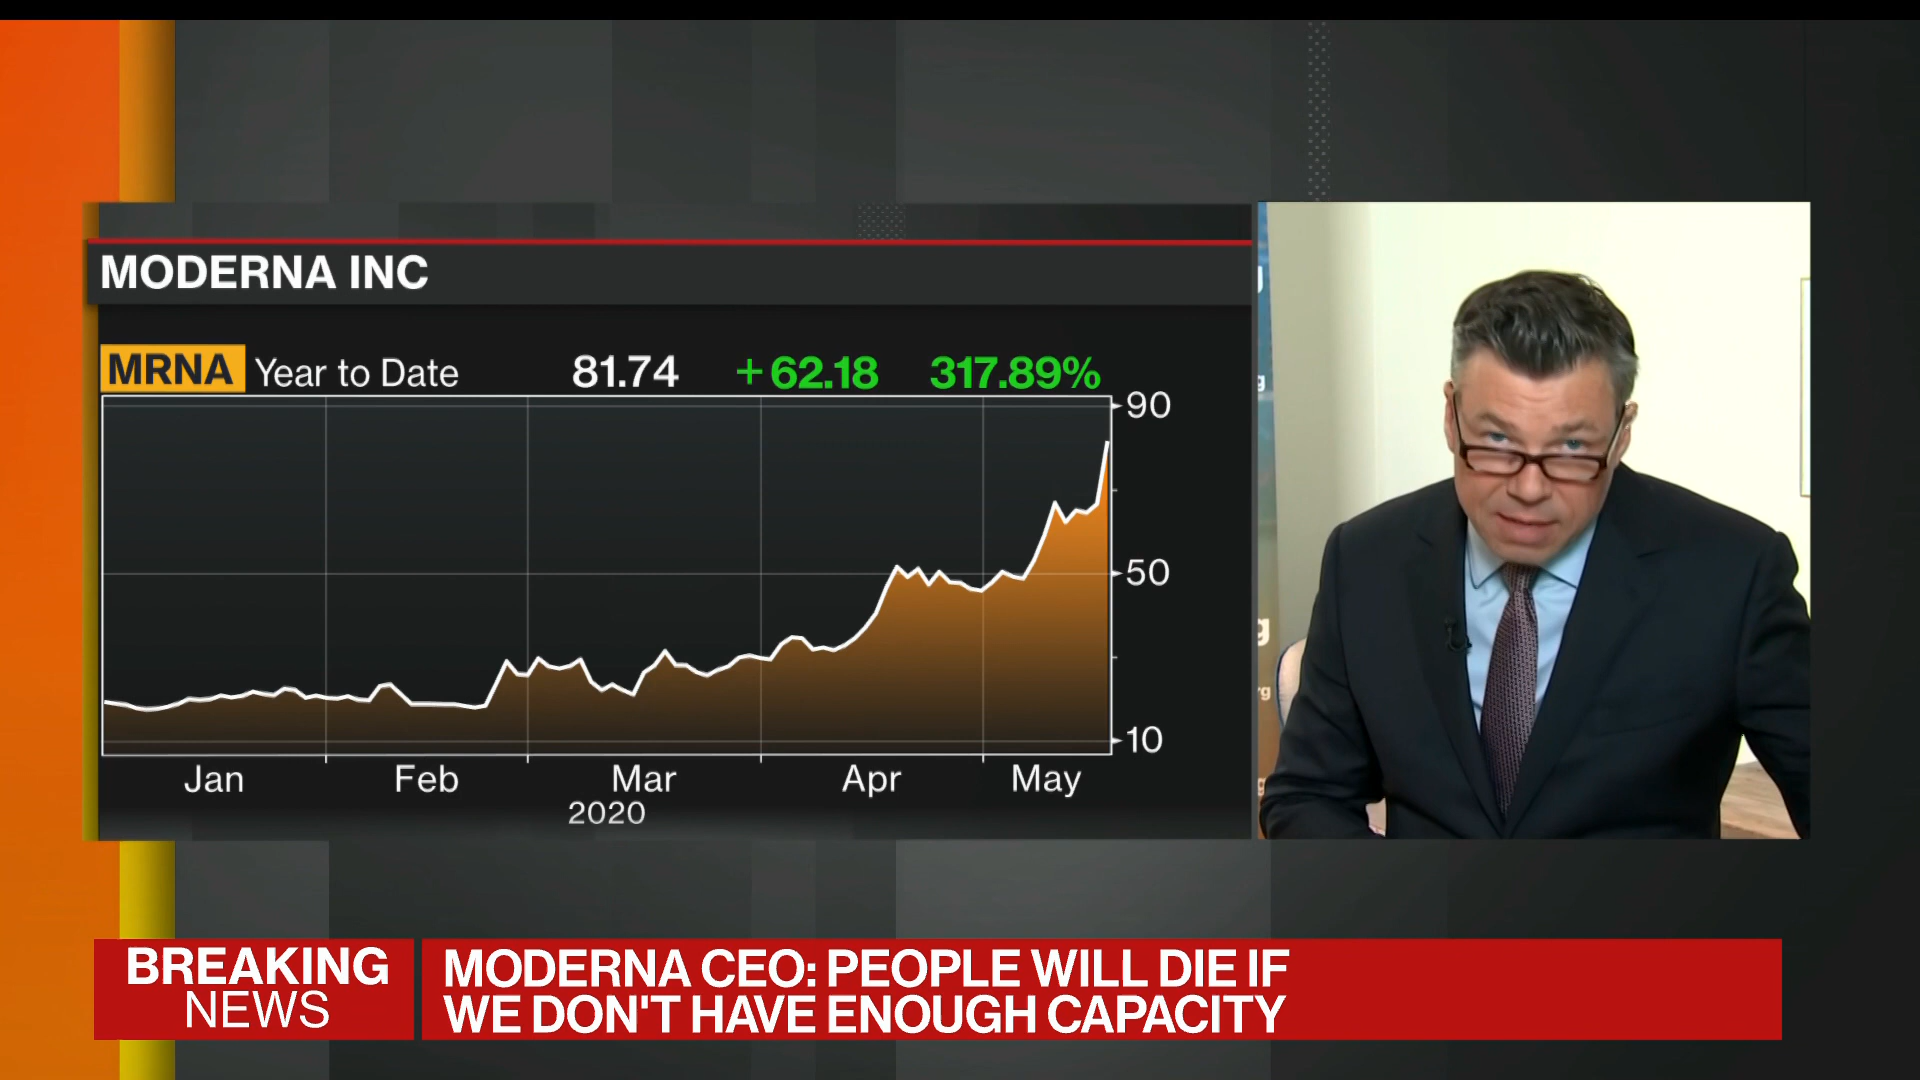 MODERNA INC
MRNA Year to Date 81.74 +62.18 317.89%
90
50
10
Jan Feb Mar Apr May
2020
BREAKING
NEWS
MODERNA CEO: PEOPLE WILL DIE IF
WE DON'T HAVE ENOUGH CAPACITY